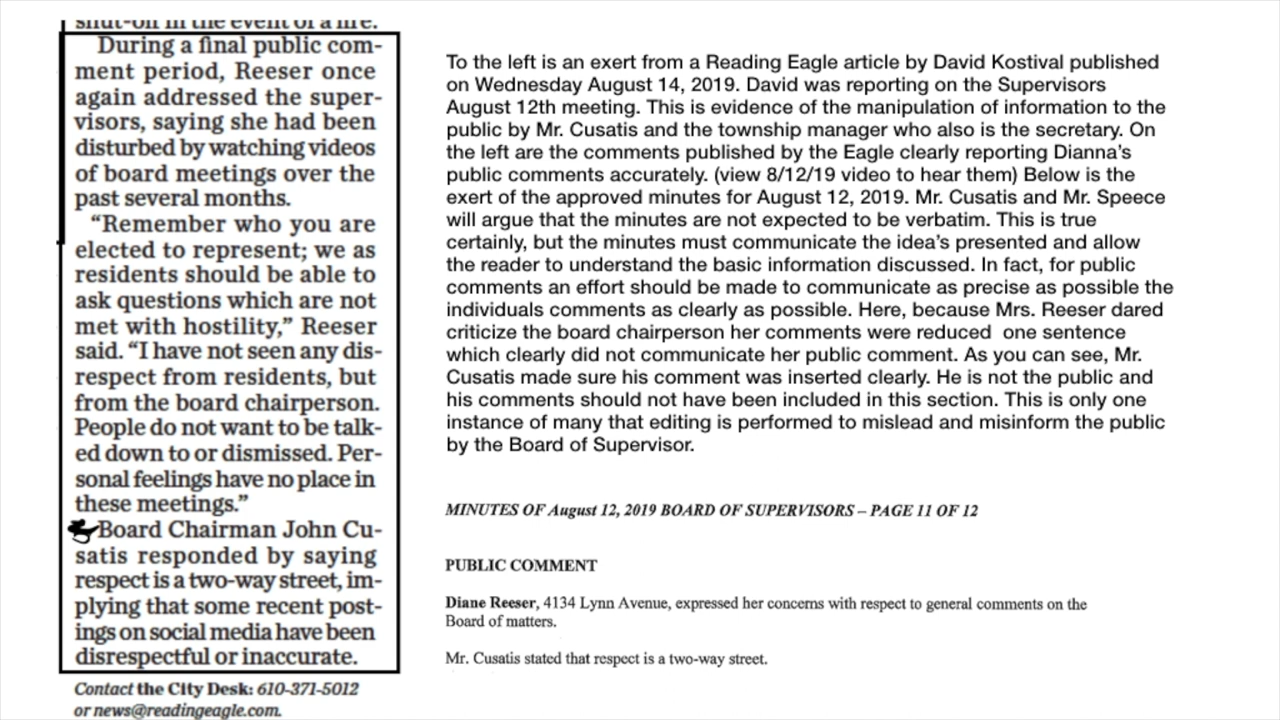 shut-off in the event of a fire.
During a final public com-
ment period, Reeser once
again addressed the super-
visors, saying she had been
disturbed by watching videos
of board meetings over the
past several months.
“Remember who you are
elected to represent; we as
residents should be able to
ask questions which are not
met with hostility,” Reeser
said. “I have not seen any dis-
respect from residents, but
from the board chairperson.
People do not want to be talk-
ed down to or dismissed. Per-
sonal feelings have no place in
these meetings.”
Board Chairman John Cu-
satis responded by saying
respect is a two-way street, im-
plying that some recent post-
ings on social media have been
disrespectful or inaccurate.
Contact the City Desk: 610-371-5012
or news@readingeagle.com.
To the left is an exert from a Reading Eagle article by David Kostival published
on Wednesday August 14, 2019. David was reporting on the Supervisors
August 12th meeting. This is evidence of the manipulation of information to the
public by Mr. Cusatis and the township manager who also is the secretary. On
the left are the comments published by the Eagle clearly reporting Dianna’s
public comments accurately. (view 8/12/19 video to hear them) Below is the
exert of the approved minutes for August 12, 2019. Mr. Cusatis and Mr. Speece
will argue that the minutes are not expected to be verbatim. This is true
certainly, but the minutes must communicate the idea’s presented and allow
the reader to understand the basic information discussed. In fact, for public
comments an effort should be made to communicate as precise as possible the
individuals comments as clearly as possible. Here, because Mrs. Reeser dared
criticize the board chairperson her comments were reduced  one sentence
which clearly did not communicate her public comment. As you can see, Mr.
Cusatis made sure his comment was inserted clearly. He is not the public and
his comments should not have been included in this section. This is only one
instance of many that editing is performed to mislead and misinform the public
by the Board of Supervisor.
MINUTES OF August 12, 2019 BOARD OF SUPERVISORS – PAGE 11 OF 12
PUBLIC COMMENT
Diane Reeser, 4134 Lynn Avenue, expressed her concerns with respect to general comments on the
Board of matters.
Mr. Cusatis stated that respect is a two-way street.